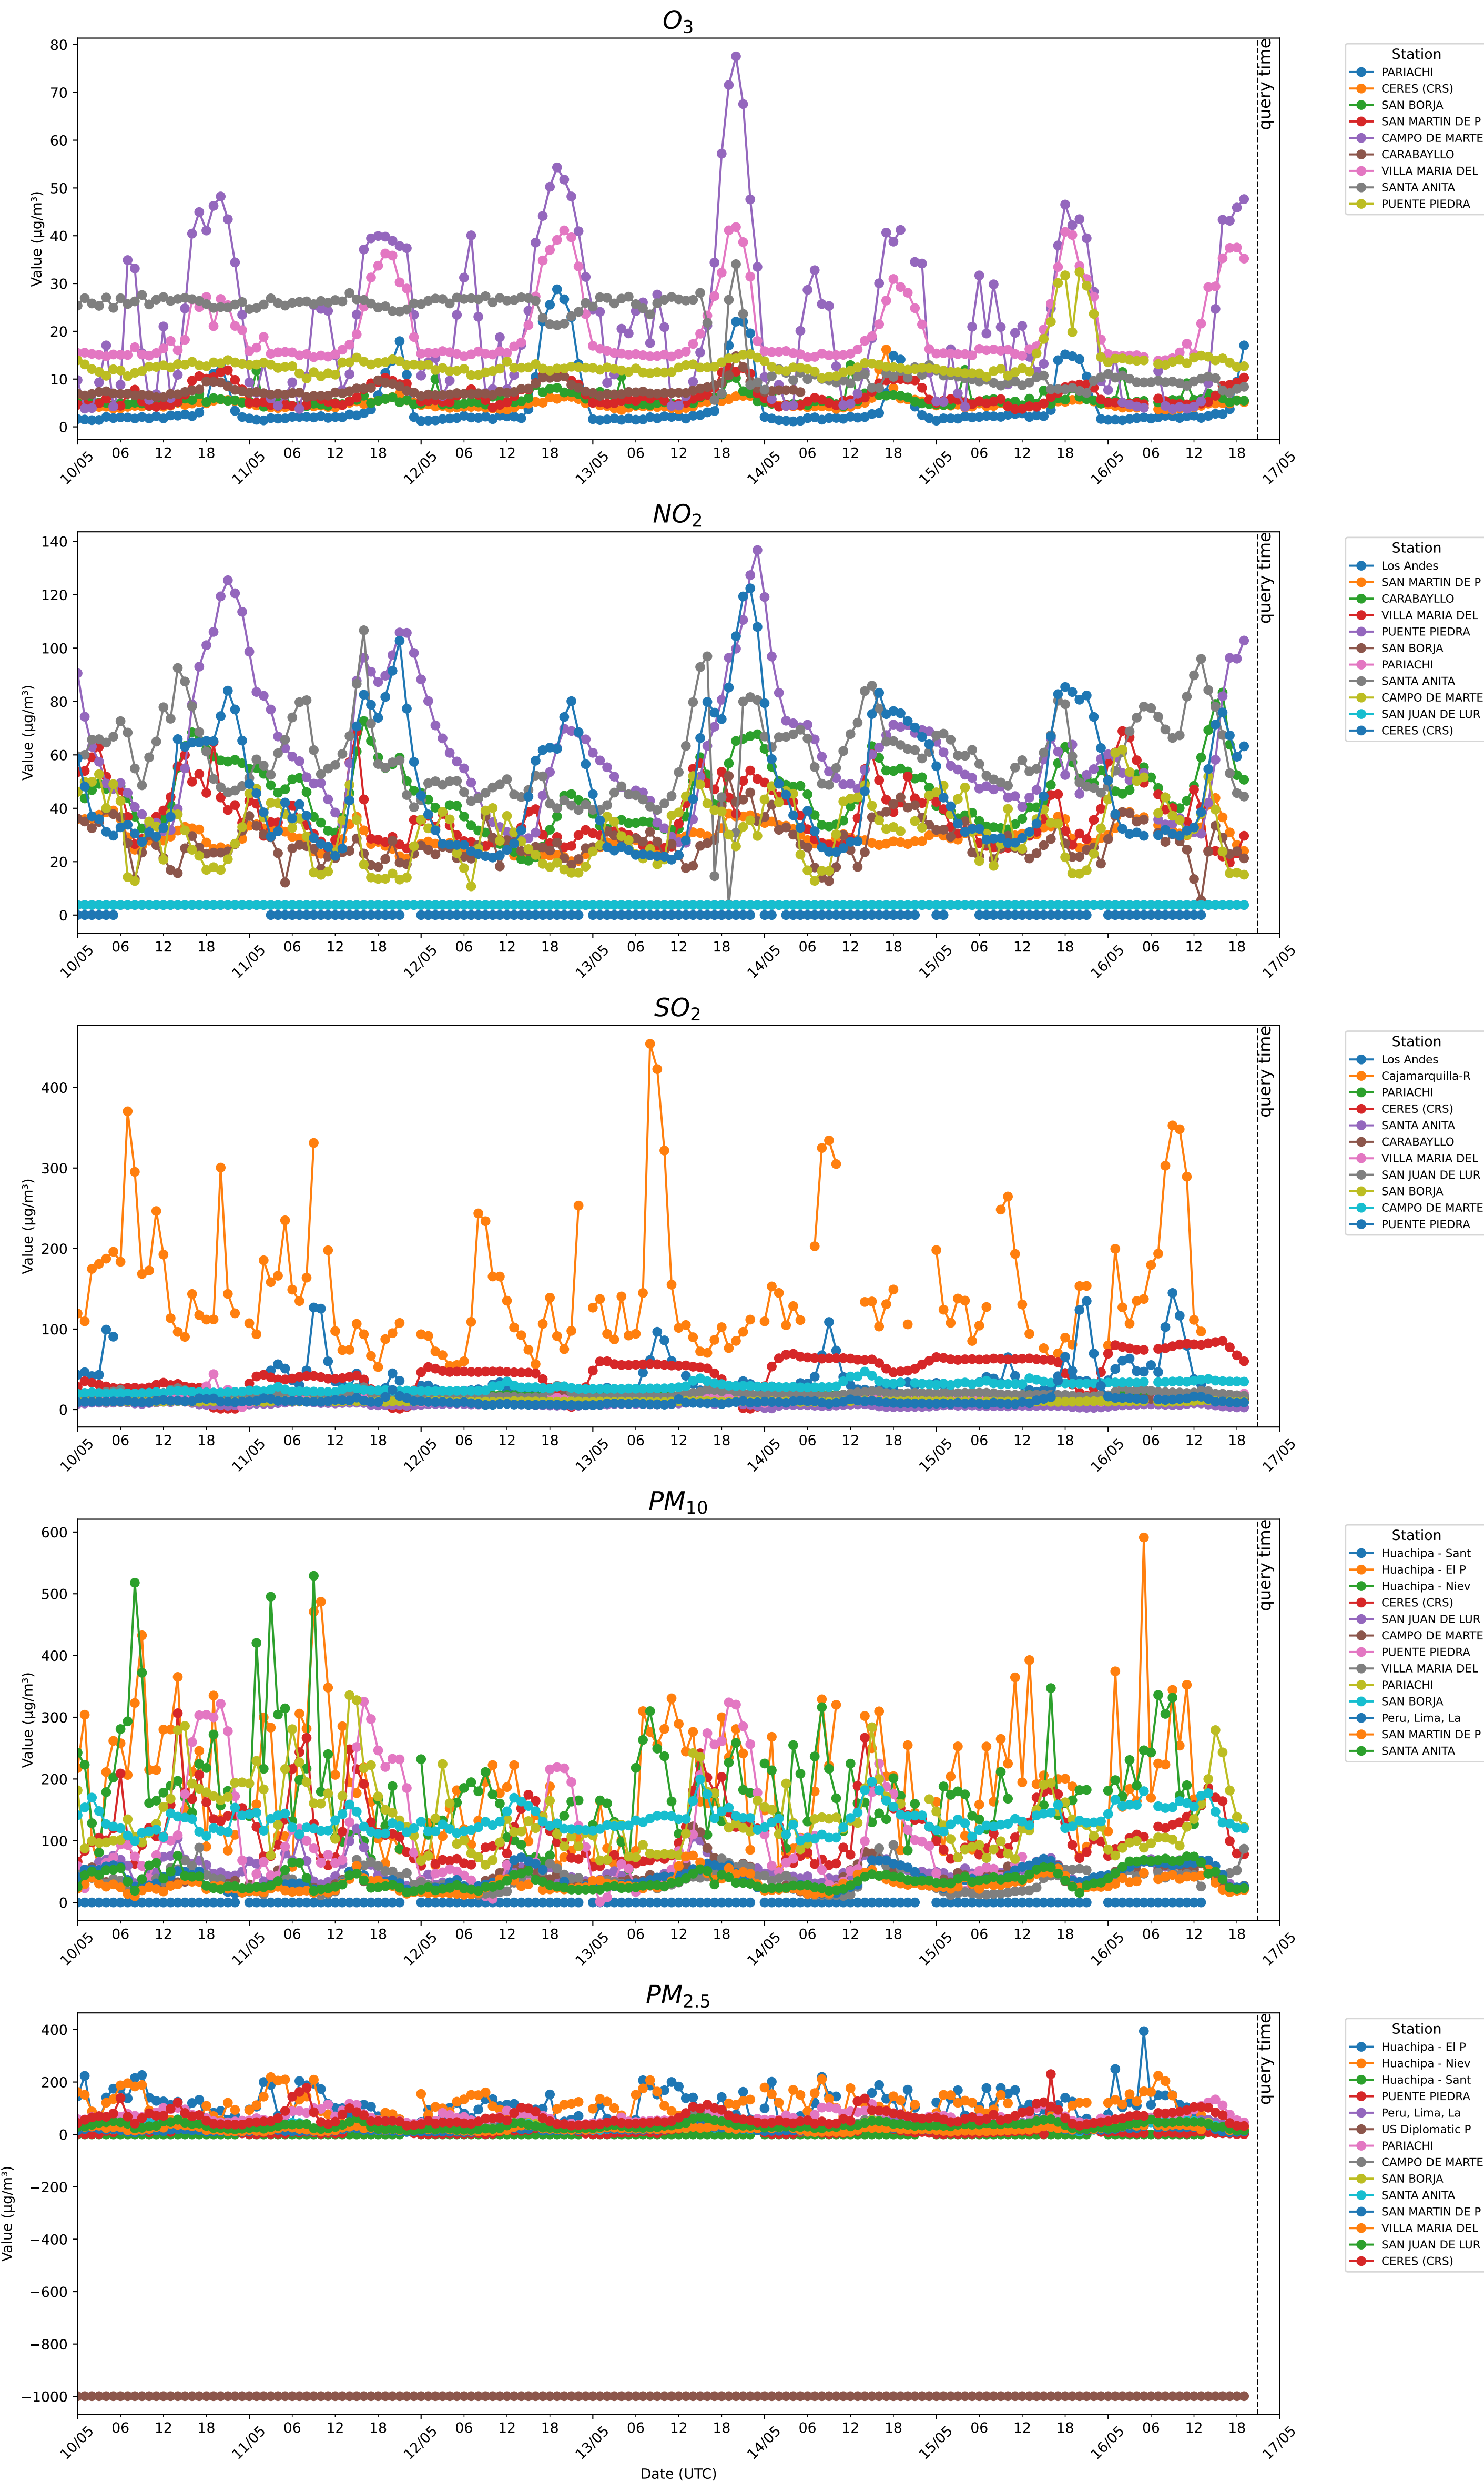 O3
Value (µg/m³)
80
70
60
50
40
30
20
10
0
10/05 06 12 18 11/05 06 12 18 12/05 06 12 18 13/05 06 12 18 14/05 06 12 18 15/05 06 12 18 16/05 06 12 18 17/05
query time
Station
PARIACHI
CERES (CRS)
SAN BORJA
SAN MARTIN DE P
CAMPO DE MARTE
CARABAYLLO
VILLA MARIA DEL
SANTA ANITA
PUENTE PIEDRA
NO2
Value (µg/m³)
140
120
100
80
60
40
20
0
10/05 06 12 18 11/05 06 12 18 12/05 06 12 18 13/05 06 12 18 14/05 06 12 18 15/05 06 12 18 16/05 06 12 18 17/05
query time
Station
Los Andes
SAN MARTIN DE P
CARABAYLLO
VILLA MARIA DEL
PUENTE PIEDRA
SAN BORJA
PARIACHI
SANTA ANITA
CAMPO DE MARTE
SAN JUAN DE LUR
CERES (CRS)
SO2
Value (µg/m³)
400
300
200
100
0
10/05 06 12 18 11/05 06 12 18 12/05 06 12 18 13/05 06 12 18 14/05 06 12 18 15/05 06 12 18 16/05 06 12 18 17/05
query time
Station
Los Andes
Cajamarquilla-R
PARIACHI
CERES (CRS)
SANTA ANITA
CARABAYLLO
VILLA MARIA DEL
SAN JUAN DE LUR
SAN BORJA
CAMPO DE MARTE
PUENTE PIEDRA
PM10
Value (µg/m³)
600
500
400
300
200
100
0
10/05 06 12 18 11/05 06 12 18 12/05 06 12 18 13/05 06 12 18 14/05 06 12 18 15/05 06 12 18 16/05 06 12 18 17/05
query time
Station
Huachipa - Sant
Huachipa - El P
Huachipa - Niev
CERES (CRS)
SAN JUAN DE LUR
CAMPO DE MARTE
PUENTE PIEDRA
VILLA MARIA DEL
PARIACHI
SAN BORJA
Peru, Lima, La
SAN MARTIN DE P
SANTA ANITA
PM2.5
Value (µg/m³)
400
200
0
−200
−400
−600
−800
−1000
10/05 06 12 18 11/05 06 12 18 12/05 06 12 18 13/05 06 12 18 14/05 06 12 18 15/05 06 12 18 16/05 06 12 18 17/05
Date (UTC)
query time
Station
Huachipa - El P
Huachipa - Niev
Huachipa - Sant
PUENTE PIEDRA
Peru, Lima, La
US Diplomatic P
PARIACHI
CAMPO DE MARTE
SAN BORJA
SANTA ANITA
SAN MARTIN DE P
VILLA MARIA DEL
SAN JUAN DE LUR
CERES (CRS)